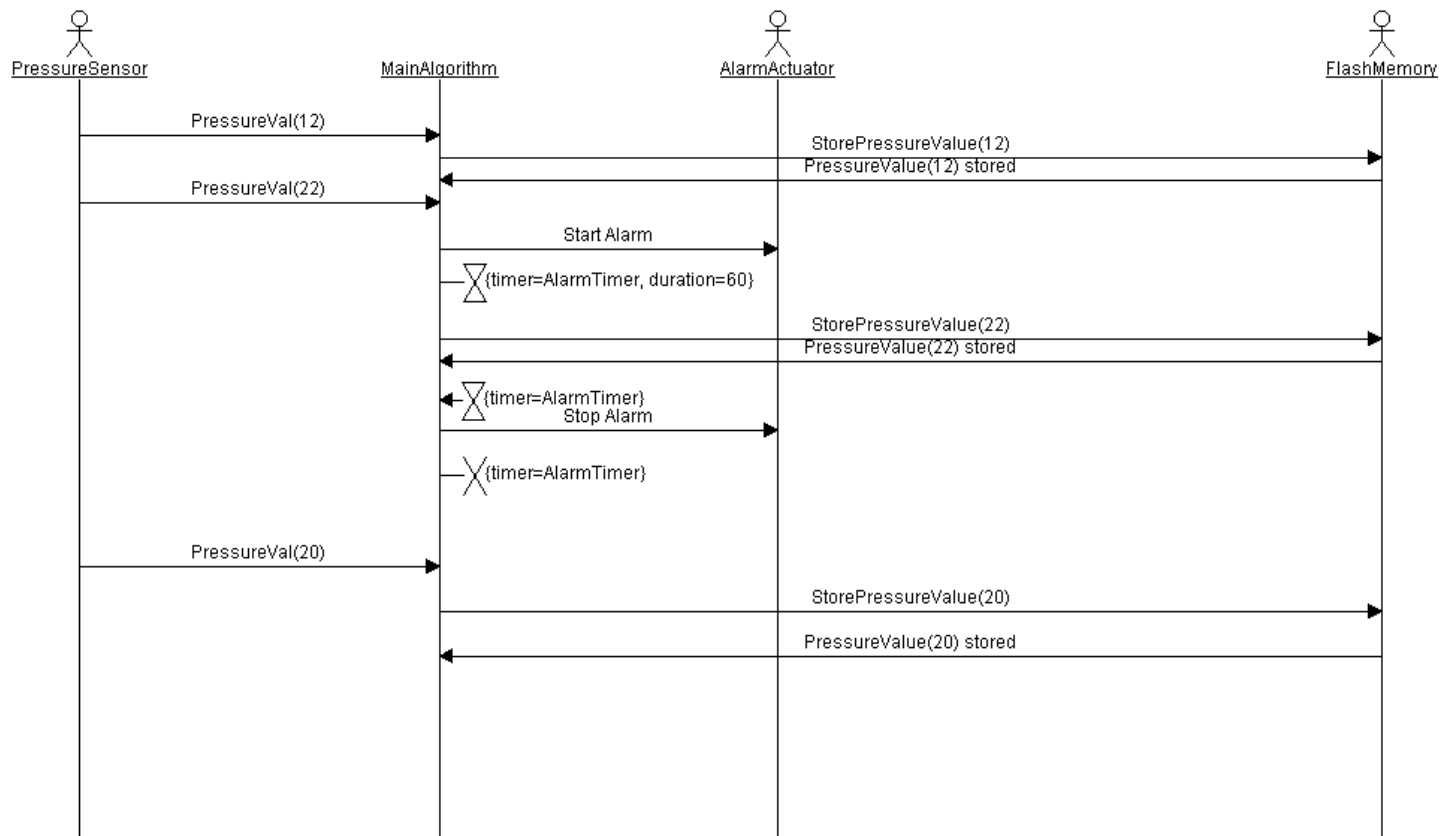 PressureSensor
MainAlgorithm
AlarmActuator
FlashMemory
PressureVal(12)
StorePressureValue(12)
PressureValue(12) stored
PressureVal(22)
Start Alarm
{timer=AlarmTimer, duration=60}
StorePressureValue(22)
PressureValue(22) stored
{timer=AlarmTimer}
Stop Alarm
{timer=AlarmTimer}
PressureVal(20)
StorePressureValue(20)
PressureValue(20) stored